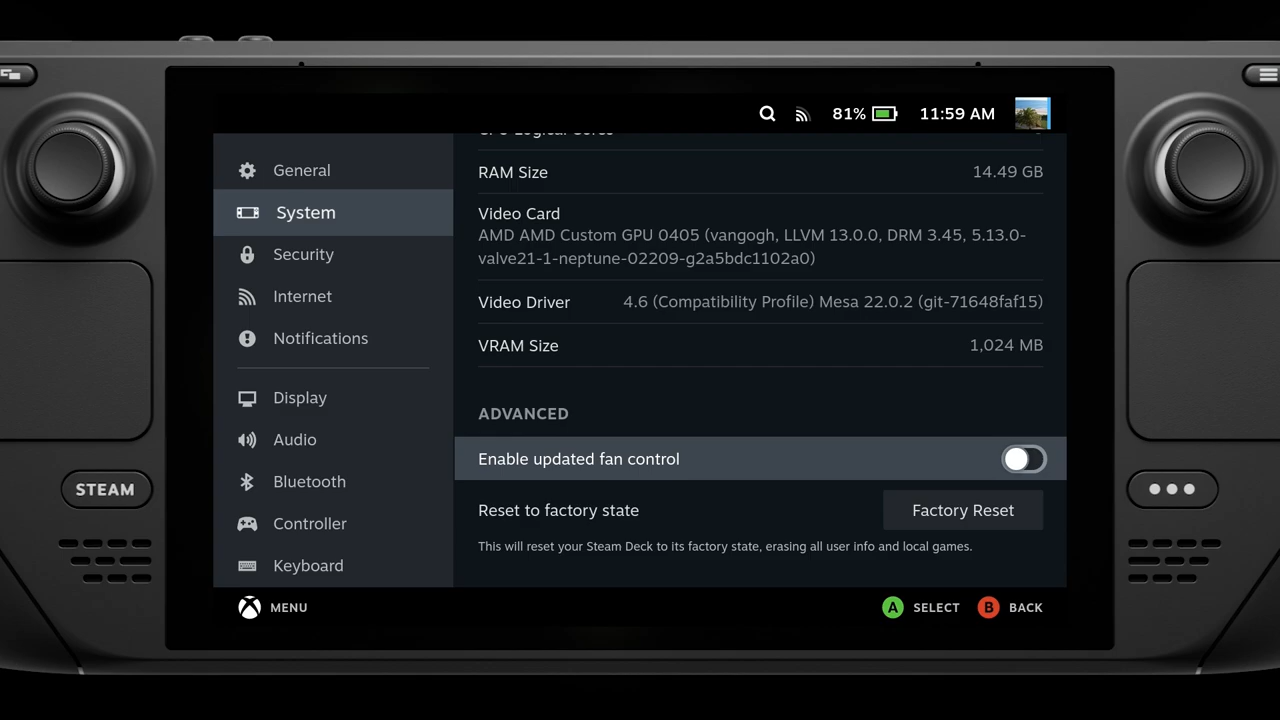 81% 11:59 AM
General
System
Security
Internet
Notifications
Display
Audio
Bluetooth
Controller
Keyboard
RAM Size 14.49 GB
Video Card
AMD AMD Custom GPU 0405 (vangogh, LLVM 13.0.0, DRM 3.45, 5.13.0-
valve21-1-neptune-02209-g2a5bdc1102a0)
Video Driver 4.6 (Compatibility Profile) Mesa 22.0.2 (git-71648faf15)
VRAM Size 1,024 MB
ADVANCED
Enable updated fan control
Reset to factory state Factory Reset
This will reset your Steam Deck to its factory state, erasing all user info and local games.
MENU A SELECT B BACK
STEAM